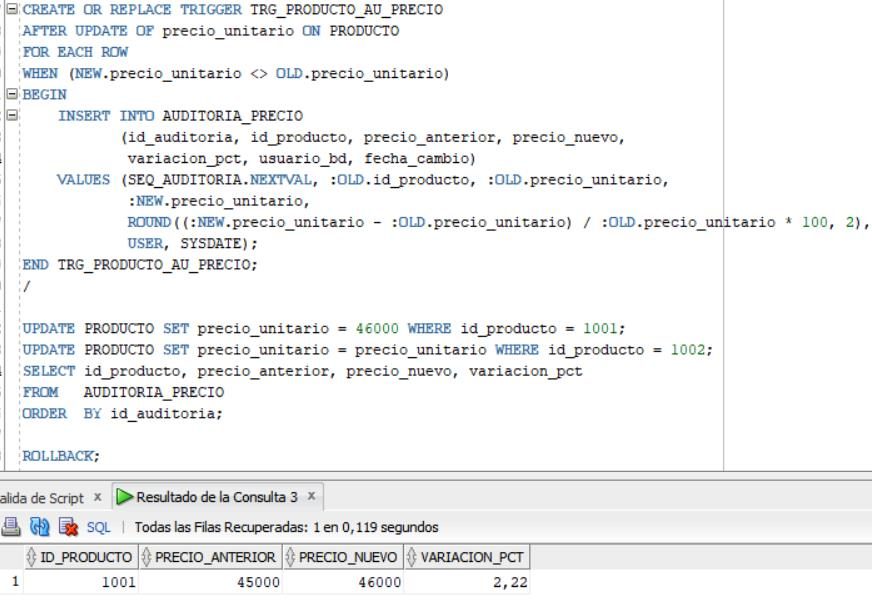 CREATE OR REPLACE TRIGGER TRG_PRODUCTO_AU_PRECIO
AFTER UPDATE OF precio_unitario ON PRODUCTO
FOR EACH ROW
WHEN (NEW.precio_unitario <> OLD.precio_unitario)
BEGIN
    INSERT INTO AUDITORIA_PRECIO
           (id_auditoria, id_producto, precio_anterior, precio_nuevo,
            variacion_pct, usuario_bd, fecha_cambio)
    VALUES (SEQ_AUDITORIA.NEXTVAL, :OLD.id_producto, :OLD.precio_unitario,
            :NEW.precio_unitario,
            ROUND((:NEW.precio_unitario - :OLD.precio_unitario) / :OLD.precio_unitario * 100, 2),
            USER, SYSDATE);
END TRG_PRODUCTO_AU_PRECIO;
/
UPDATE PRODUCTO SET precio_unitario = 46000 WHERE id_producto = 1001;
UPDATE PRODUCTO SET precio_unitario = precio_unitario WHERE id_producto = 1002;
SELECT id_producto, precio_anterior, precio_nuevo, variacion_pct
FROM   AUDITORIA_PRECIO
ORDER  BY id_auditoria;
ROLLBACK;
alida de Script x Resultado de la Consulta 3 x
SQL | Todas las Filas Recuperadas: 1 en 0,119 segundos
ID_PRODUCTO PRECIO_ANTERIOR PRECIO_NUEVO VARIACION_PCT
1 1001 45000 46000 2,22